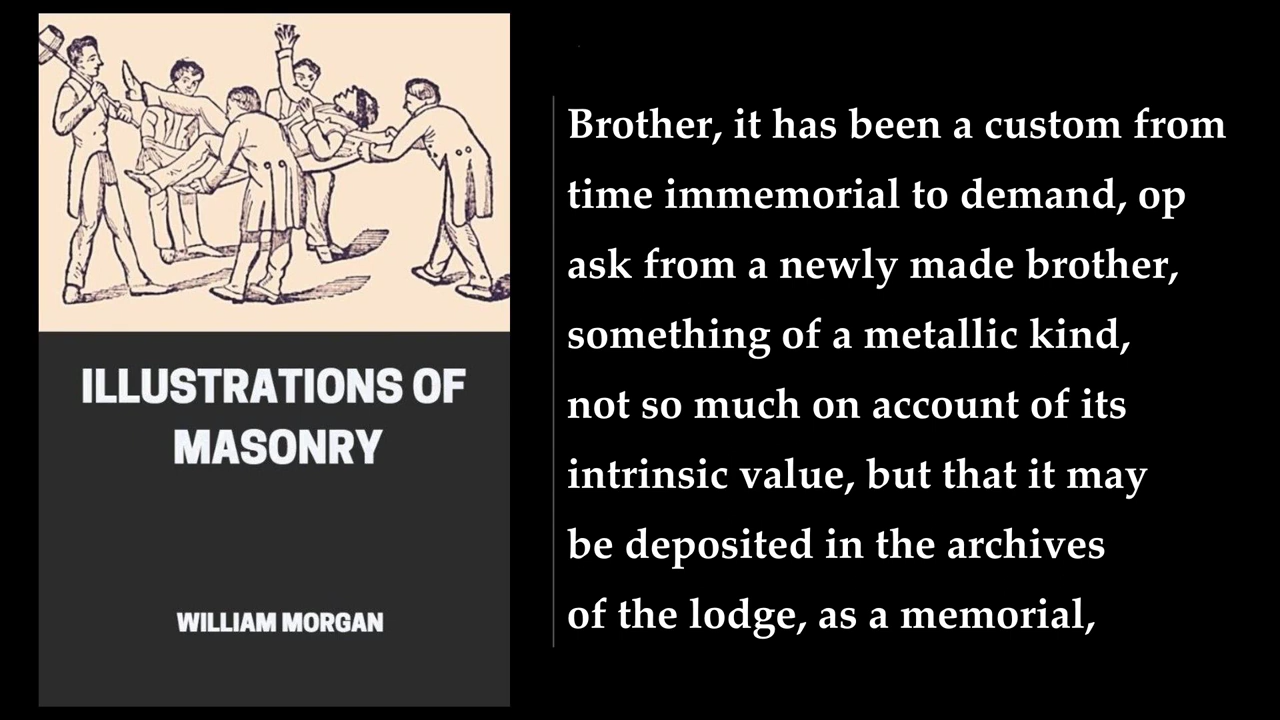 ILLUSTRATIONS OF
MASONRY
WILLIAM MORGAN
Brother, it has been a custom from
time immemorial to demand, op
ask from a newly made brother,
something of a metallic kind,
not so much on account of its
intrinsic value, but that it may
be deposited in the archives
of the lodge, as a memorial,